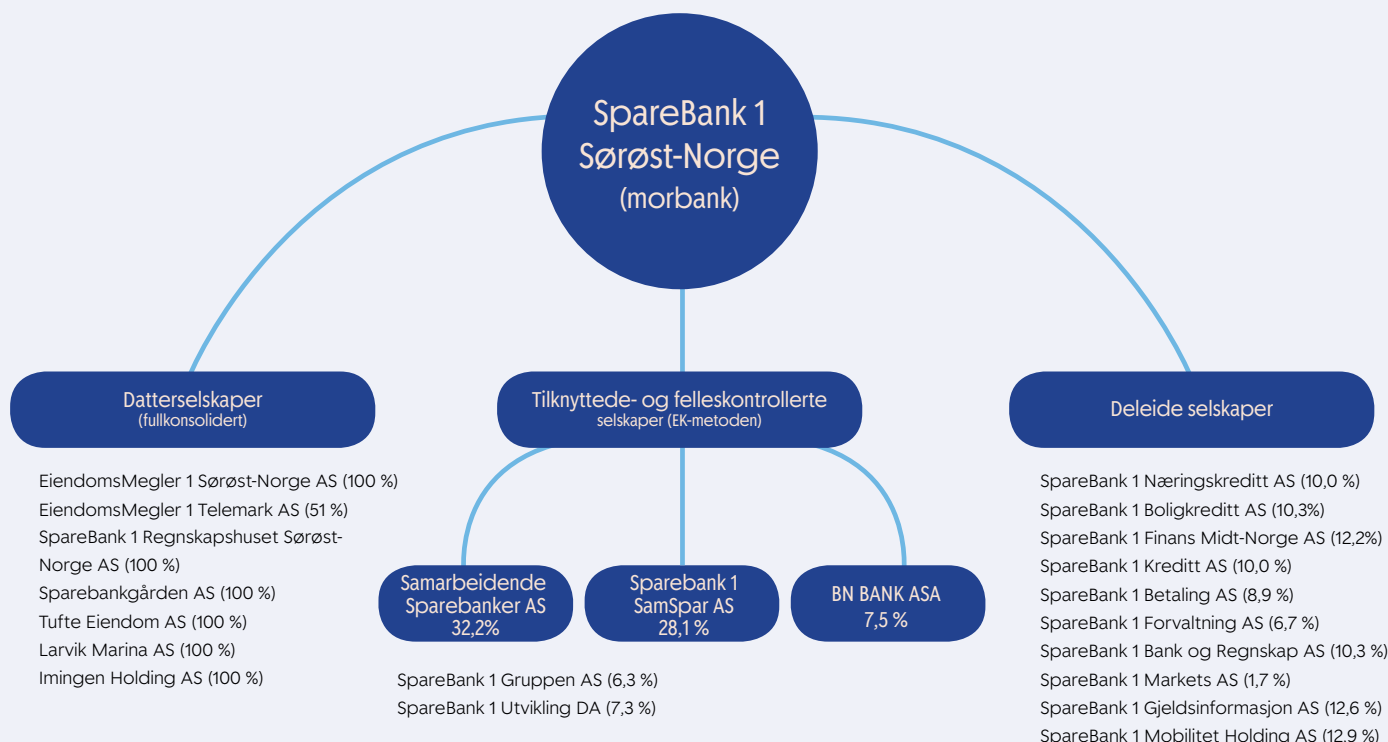 SpareBank 1
Sørøst-Norge
(morbank)
Datterselskaper
(fullkonsolidert)
EiendomsMegler 1 Sørøst-Norge AS (100 %)
EiendomsMegler 1 Telemark AS (51 %)
SpareBank 1 Regnskapshuset Sørøst-
Norge AS (100 %)
Sparebankgården AS (100 %)
Tufte Eiendom AS (100 %)
Larvik Marina AS (100 %)
Imingen Holding AS (100 %)
Tilknyttede- og felleskontrollerte
selskaper (EK-metoden)
Samarbeidende
Sparebanker AS
32,2%
Sparebank 1
SamSpar AS
28,1 %
BN BANK ASA
7,5 %
SpareBank 1 Gruppen AS (6,3 %)
SpareBank 1 Utvikling DA (7,3 %)
Deleide selskaper
SpareBank 1 Næringskreditt AS (10,0 %)
SpareBank 1 Boligkreditt AS (10,3%)
SpareBank 1 Finans Midt-Norge AS (12,2%)
SpareBank 1 Kreditt AS (10,0 %)
SpareBank 1 Betaling AS (8,9 %)
SpareBank 1 Forvaltning AS (6,7 %)
SpareBank 1 Bank og Regnskap AS (10,3 %)
SpareBank 1 Markets AS (1,7 %)
SpareBank 1 Gjeldsinformasjon AS (12,6 %)
SpareBank 1 Mobilitet Holding AS (12,9 %)